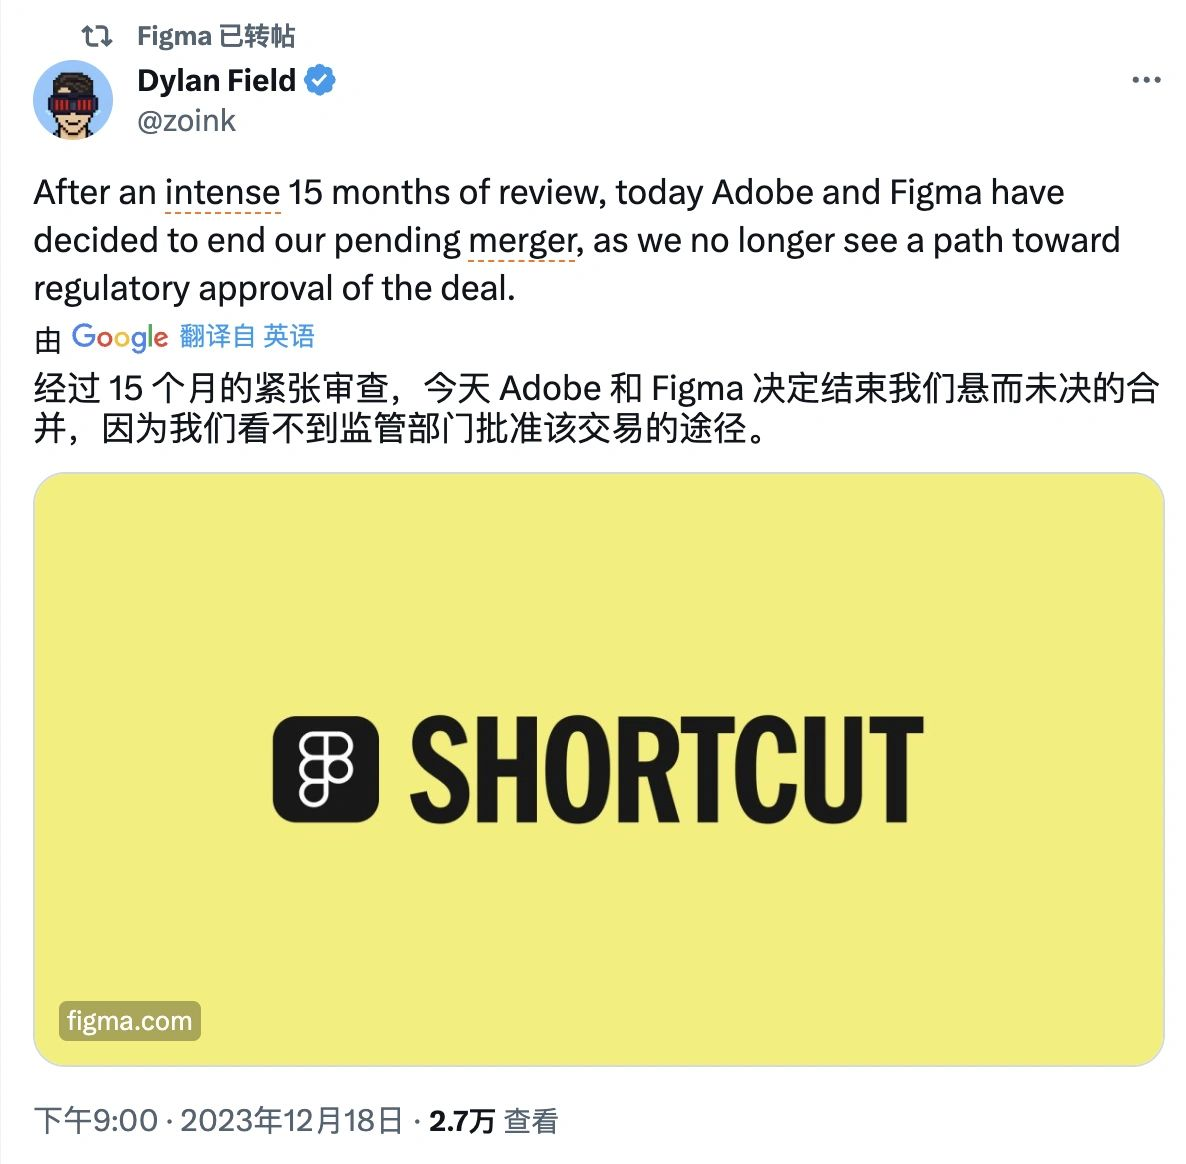 Figma 已转帖
Dylan Field
@zoink
After an intense 15 months of review, today Adobe and Figma have
decided to end our pending merger, as we no longer see a path toward
regulatory approval of the deal.
由 Google 翻译自 英语
经过 15 个月的紧张审查，今天 Adobe 和 Figma 决定结束我们悬而未决的合
并，因为我们看不到监管部门批准该交易的途径。
SHORTCUT
figma.com
下午9:00 · 2023年12月18日 · 2.7万 查看